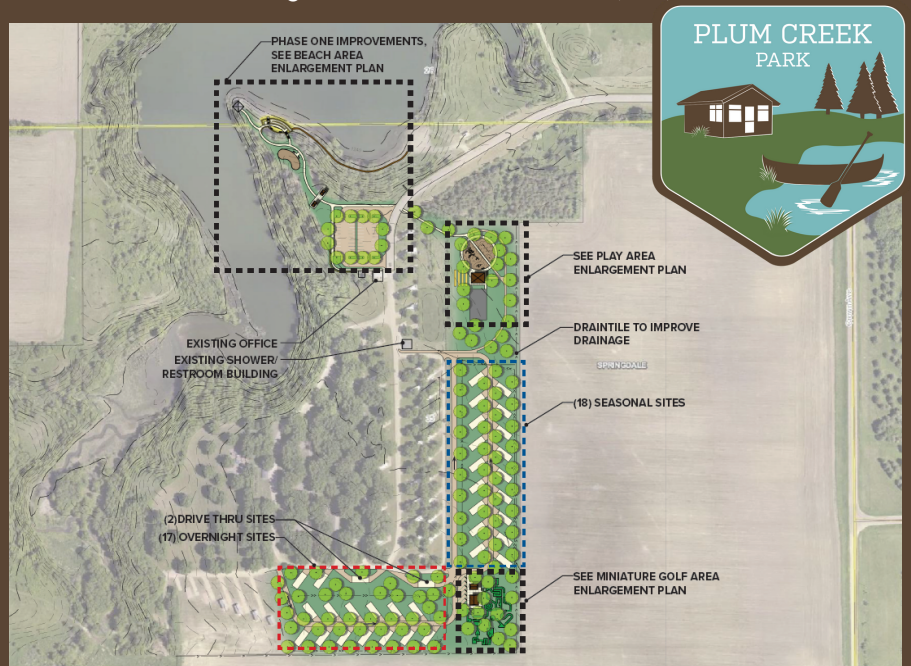 PLUM CREEK
PARK
PHASE ONE IMPROVEMENTS,
SEE BEACH AREA
ENLARGEMENT PLAN
SEE PLAY AREA
ENLARGEMENT PLAN
EXISTING OFFICE
EXISTING SHOWER/
RESTROOM BUILDING
DRAINTILE TO IMPROVE
DRAINAGE
SPRINGDALE
(18) SEASONAL SITES
(2)DRIVE THRU SITES
(17) OVERNIGHT SITES
SEE MINIATURE GOLF AREA
ENLARGEMENT PLAN